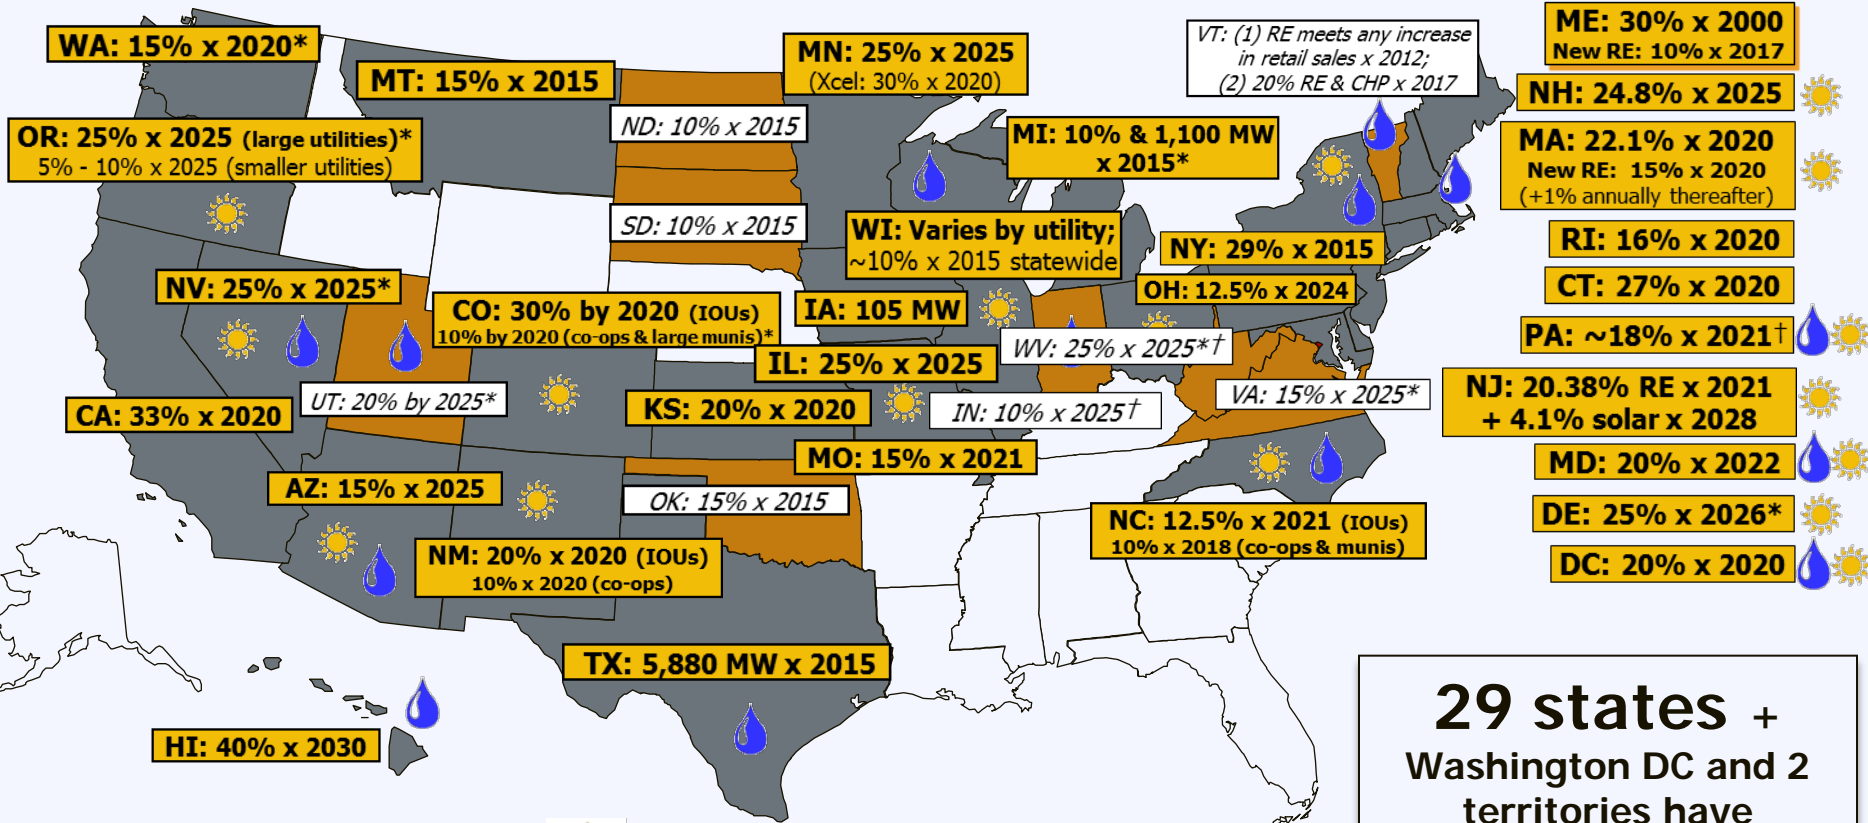 WA: 15% x 2020*
MT: 15% x 2015
MN: 25% x 2025
(Xcel: 30% x 2020)
VT: (1) RE meets any increase
in retail sales x 2012;
(2) 20% RE & CHP x 2017
ME: 30% x 2000
New RE: 10% x 2017
NH: 24.8% x 2025
ND: 10% x 2015
OR: 25% x 2025 (large utilities)*
5% - 10% x 2025 (smaller utilities)
MI: 10% & 1,100 MW
x 2015*
MA: 22.1% x 2020
New RE: 15% x 2020
(+1% annually thereafter)
SD: 10% x 2015
WI: Varies by utility;
~10% x 2015 statewide
NY: 29% x 2015
RI: 16% x 2020
NV: 25% x 2025*
CO: 30% by 2020 (IOUs)
10% by 2020 (co-ops & large munis)*
IA: 105 MW
OH: 12.5% x 2024
CT: 27% x 2020
WV: 25% x 2025*†
PA: ~18% x 2021†
IL: 25% x 2025
UT: 20% by 2025*
KS: 20% x 2020
IN: 10% x 2025†
VA: 15% x 2025*
NJ: 20.38% RE x 2021
+ 4.1% solar x 2028
CA: 33% x 2020
MO: 15% x 2021
MD: 20% x 2022
AZ: 15% x 2025
OK: 15% x 2015
NC: 12.5% x 2021 (IOUs)
10% x 2018 (co-ops & munis)
DE: 25% x 2026*
NM: 20% x 2020 (IOUs)
10% x 2020 (co-ops)
DC: 20% x 2020
TX: 5,880 MW x 2015
HI: 40% x 2030
29 states +
Washington DC and 2
territories have